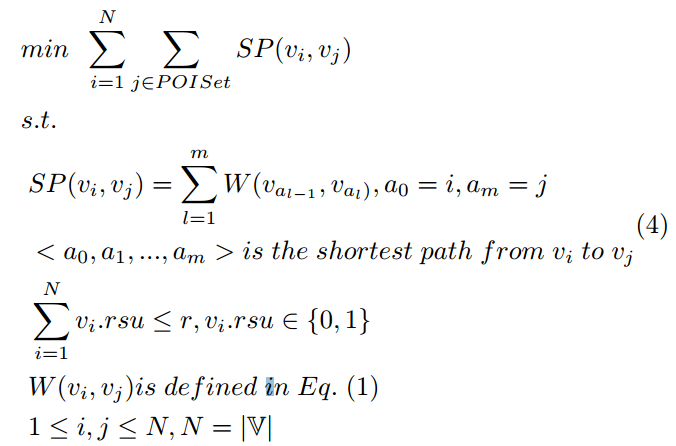 min ∑_{i=1}^{N} ∑_{j∈POISet} SP(v_i, v_j)
s.t.
SP(v_i, v_j) = ∑_{l=1}^{m} W(v_{a_{l−1}}, v_{a_l}), a_0 = i, a_m = j
(4)
< a_0, a_1, ..., a_m > is the shortest path from v_i to v_j
∑_{i=1}^{N} v_i.rsu ≤ r, v_i.rsu ∈ {0, 1}
W(v_i, v_j)is defined in Eq. (1)
1 ≤ i, j ≤ N, N = |𝕍|